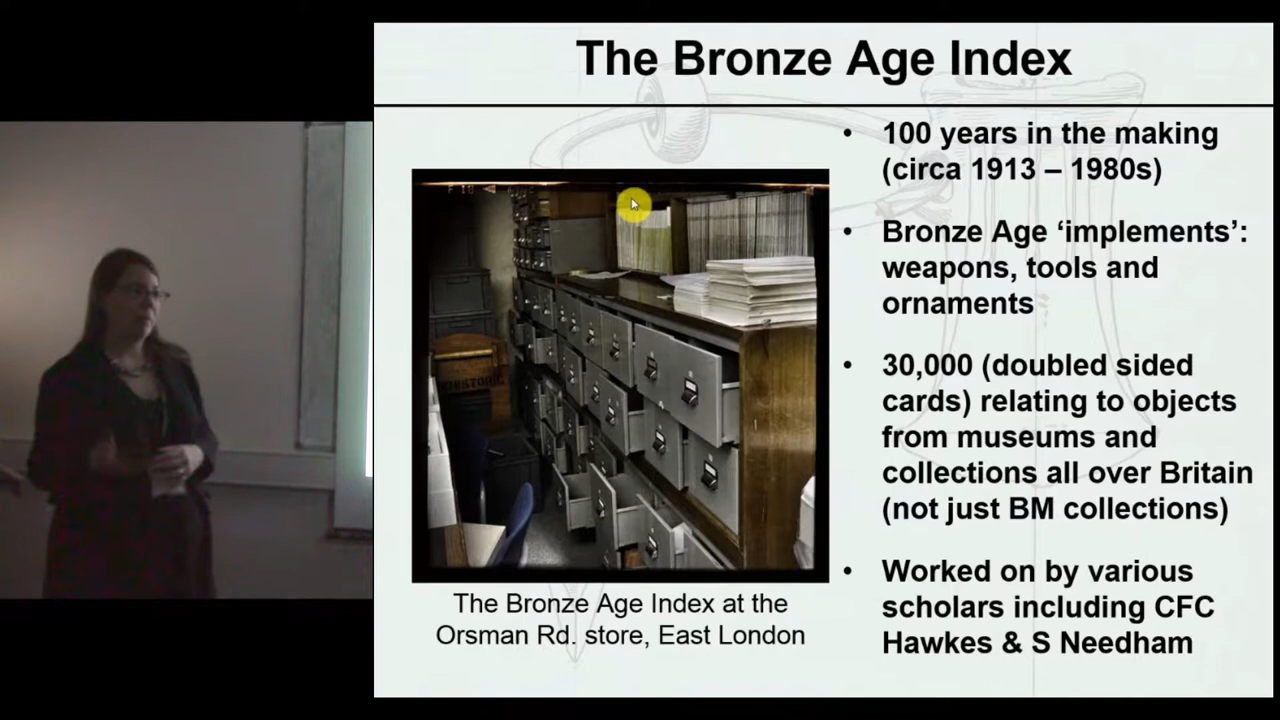 The Bronze Age Index
• 100 years in the making
(circa 1913 – 1980s)
• Bronze Age ‘implements’:
weapons, tools and
ornaments
• 30,000 (doubled sided
cards) relating to objects
from museums and
collections all over Britain
(not just BM collections)
• Worked on by various
scholars including CFC
Hawkes & S Needham
The Bronze Age Index at the
Orsman Rd. store, East London